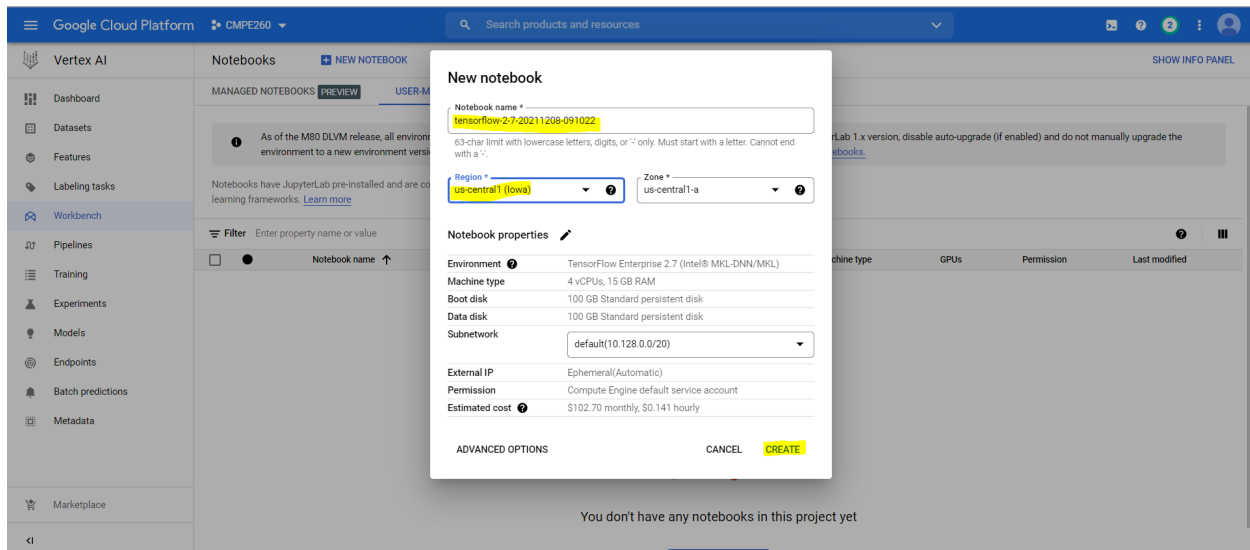 Google Cloud Platform
CMPE260
Search products and resources
2
Vertex AI
Dashboard
Datasets
Features
Labeling tasks
Workbench
Pipelines
Training
Experiments
Models
Endpoints
Batch predictions
Metadata
Marketplace
Notebooks
NEW NOTEBOOK
SHOW INFO PANEL
MANAGED NOTEBOOKS PREVIEW
USER-M
As of the M80 DLVM release, all environ
environment to a new environment versi
rLab 1.x version, disable auto-upgrade (if enabled) and do not manually upgrade the
ebooks.
Notebooks have JupyterLab pre-installed and are co
learning frameworks. Learn more
Filter Enter property name or value
Notebook name
chine type
GPUs
Permission
Last modified
New notebook
Notebook name *
tensorflow-2-7-20211208-091022
63-char limit with lowercase letters, digits, or '-' only. Must start with a letter. Cannot end
with a '-'.
Region *
us-central1 (Iowa)
Zone *
us-central1-a
Notebook properties
Environment
TensorFlow Enterprise 2.7 (Intel® MKL-DNN/MKL)
Machine type
4 vCPUs, 15 GB RAM
Boot disk
100 GB Standard persistent disk
Data disk
100 GB Standard persistent disk
Subnetwork
default(10.128.0.0/20)
External IP
Ephemeral(Automatic)
Permission
Compute Engine default service account
Estimated cost
$102.70 monthly, $0.141 hourly
ADVANCED OPTIONS
CANCEL
CREATE
You don't have any notebooks in this project yet